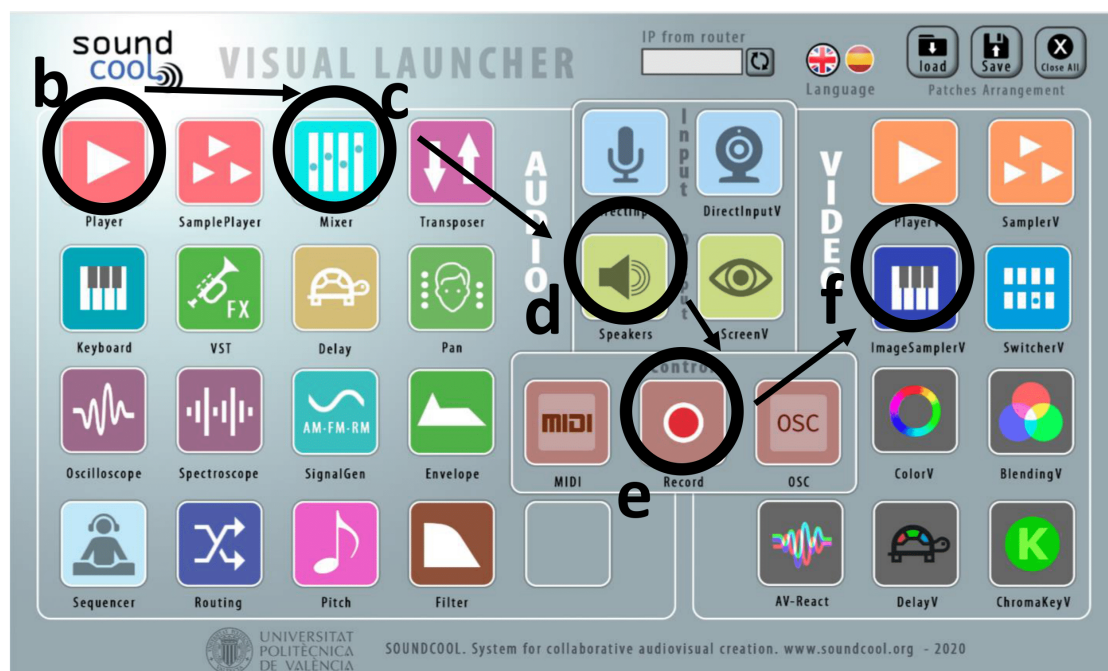 sound
cool
VISUAL LAUNCHER
IP from router
Language
load
Save
Close All
Patches Arrangement
b
c
d
e
f
AUDIO
Input
Output
VIDEO
Player
SamplePlayer
Mixer
Transposer
DirectInput
DirectInputV
PlayerV
SamplerV
FX
Keyboard
VST
Delay
Pan
Speakers
ScreenV
ImageSamplerV
SwitcherV
Control
AM-FM-RM
MIDI
OSC
Oscilloscope
Spectroscope
SignalGen
Envelope
MIDI
Record
OSC
ColorV
BlendingV
K
Sequencer
Routing
Pitch
Filter
AV-React
DelayV
ChromaKeyV
UNIVERSITAT
POLITÈCNICA
DE VALÈNCIA
SOUNDCOOL. System for collaborative audiovisual creation. www.soundcool.org - 2020